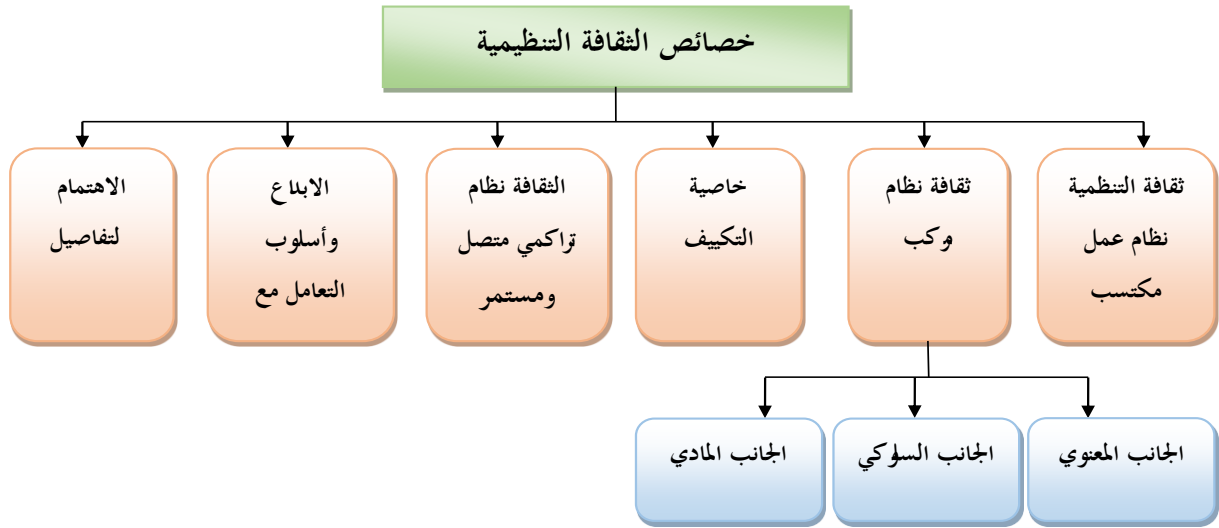 خصائص الثقافة التنظيمية
ثقافة التنظمية
نظام عمل
مكتسب
ثقافة نظام
وكب
خاصية
التكييف
الثقافة نظام
تراكمي متصل
ومستمر
الابداع
وأسلوب
التعامل مع
الاهتمام
لتفاصيل
الجانب المعنوي
الجانب السلوكي
الجانب المادي